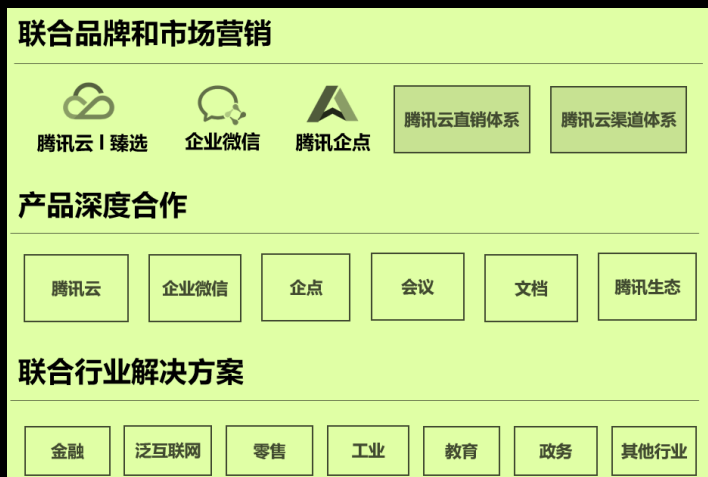 联合品牌和市场营销
腾讯云 | 臻选
企业微信
腾讯企点
腾讯云直销体系
腾讯云渠道体系
产品深度合作
腾讯云
企业微信
企点
会议
文档
腾讯生态
联合行业解决方案
金融
泛互联网
零售
工业
教育
政务
其他行业